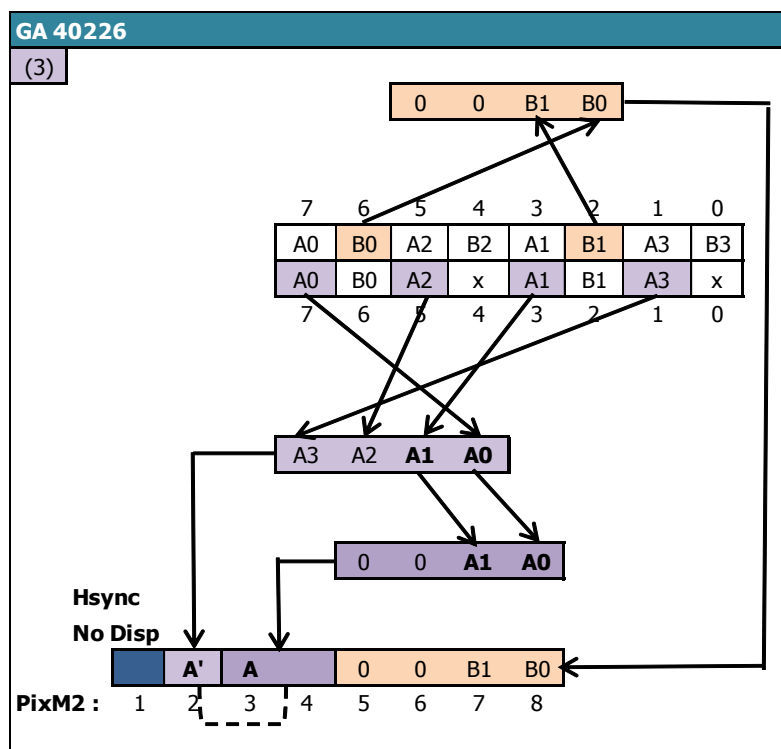 GA 40226
(3)
0 0 B1 B0
7 6 5 4 3 2 1 0
A0 B0 A2 B2 A1 B1 A3 B3
A0 B0 A2 x A1 B1 A3 x
7 6 5 4 3 2 1 0
A3 A2 A1 A0
0 0 A1 A0
Hsync
No Disp
A' A 0 0 B1 B0
PixM2 : 1 2 3 4 5 6 7 8